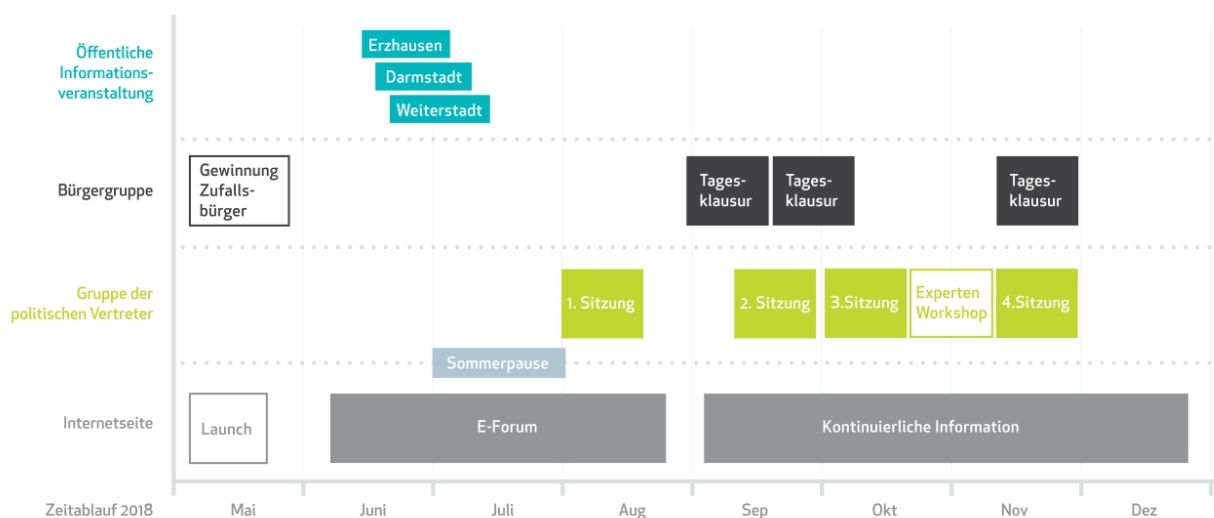 Öffentliche
Informations-
veranstaltung
Erzhausen
Darmstadt
Weiterstadt
Bürgergruppe
Gewinnung
Zufalls-
bürger
Tages-
klausur
Tages-
klausur
Tages-
klausur
Gruppe der
politischen Vertreter
1. Sitzung
2. Sitzung
3.Sitzung
Experten
Workshop
4.Sitzung
Sommerpause
Internetseite
Launch
E-Forum
Kontinuierliche Information
Zeitablauf 2018
Mai
Juni
Juli
Aug
Sep
Okt
Nov
Dez